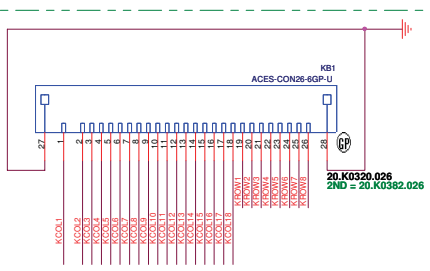 KB1
ACES-CON26-6GP-U
27
1
2
3
4
5
6
7
8
9
10
11
12
13
14
15
16
17
18
19
20
21
22
23
24
25
26
28
GP
20.K0320.026
2ND = 20.K0382.026
KCOL1
KCOL2
KCOL3
KCOL4
KCOL5
KCOL6
KCOL7
KCOL8
KCOL9
KCOL10
KCOL11
KCOL12
KCOL13
KCOL14
KCOL15
KCOL16
KCOL17
KCOL18
KROW1
KROW2
KROW3
KROW4
KROW5
KROW6
KROW7
KROW8